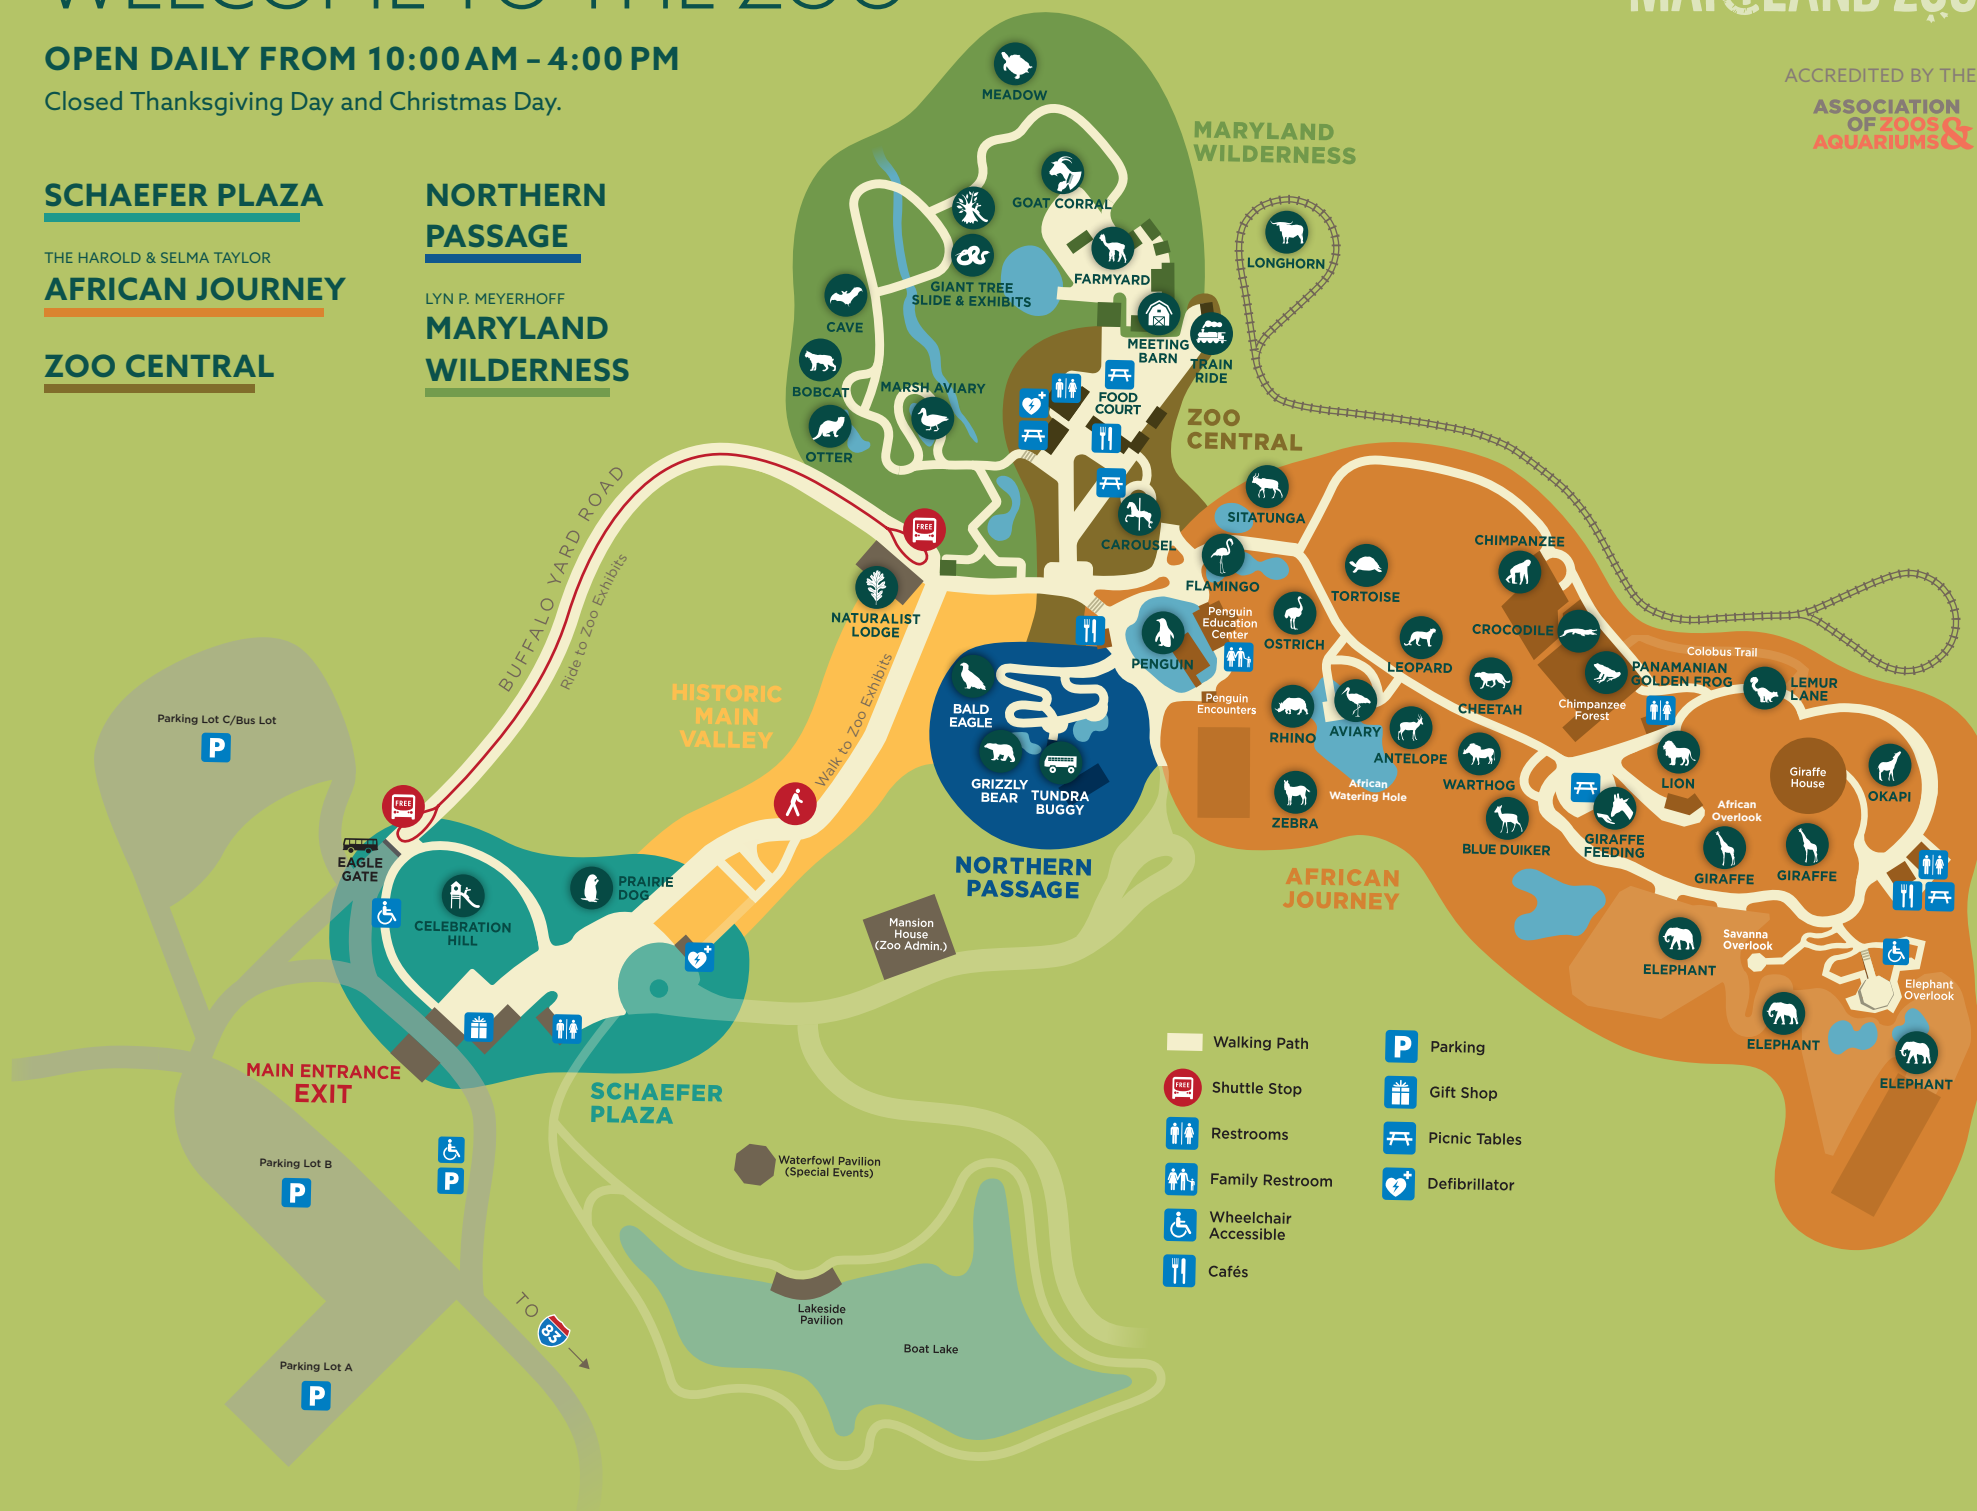 WELCOME TO THE ZOO
MARYLAND ZOO
OPEN DAILY FROM 10:00 AM – 4:00 PM
Closed Thanksgiving Day and Christmas Day.
ACCREDITED BY THE
ASSOCIATION
OF ZOOS &
AQUARIUMS
SCHAEFER PLAZA
THE HAROLD & SELMA TAYLOR
AFRICAN JOURNEY
ZOO CENTRAL
NORTHERN
PASSAGE
LYN P. MEYERHOFF
MARYLAND
WILDERNESS
MEADOW
MARYLAND
WILDERNESS
GOAT CORRAL
LONGHORN
FARMYARD
GIANT TREE
SLIDE & EXHIBITS
CAVE
MEETING
BARN
TRAIN
RIDE
BOBCAT
MARSH AVIARY
FOOD
COURT
OTTER
ZOO
CENTRAL
SITATUNGA
CAROUSEL
BUFFALO YARD ROAD
Ride to Zoo Exhibits
FREE
NATURALIST
LODGE
FLAMINGO
TORTOISE
CHIMPANZEE
CROCODILE
Penguin
Education
Center
OSTRICH
PENGUIN
LEOPARD
Colobus Trail
PANAMANIAN
GOLDEN FROG
LEMUR
LANE
Penguin
Encounters
CHEETAH
Chimpanzee
Forest
HISTORIC
MAIN
VALLEY
Walk to Zoo Exhibits
BALD
EAGLE
RHINO
AVIARY
ANTELOPE
WARTHOG
LION
Giraffe
House
OKAPI
GRIZZLY
BEAR
TUNDRA
BUGGY
African
Watering Hole
ZEBRA
African
Overlook
BLUE DUIKER
GIRAFFE
FEEDING
GIRAFFE
GIRAFFE
Parking Lot C/Bus Lot
P
FREE
EAGLE
GATE
PRAIRIE
DOG
CELEBRATION
HILL
NORTHERN
PASSAGE
AFRICAN
JOURNEY
Mansion
House
(Zoo Admin.)
Savanna
Overlook
ELEPHANT
Elephant
Overlook
ELEPHANT
ELEPHANT
MAIN ENTRANCE
EXIT
SCHAEFER
PLAZA
Parking Lot B
P
P
Waterfowl Pavilion
(Special Events)
Lakeside
Pavilion
Boat Lake
TO
83
Parking Lot A
P
Walking Path
FREE
Shuttle Stop
Restrooms
Family Restroom
Wheelchair
Accessible
Cafés
P
Parking
Gift Shop
Picnic Tables
Defibrillator